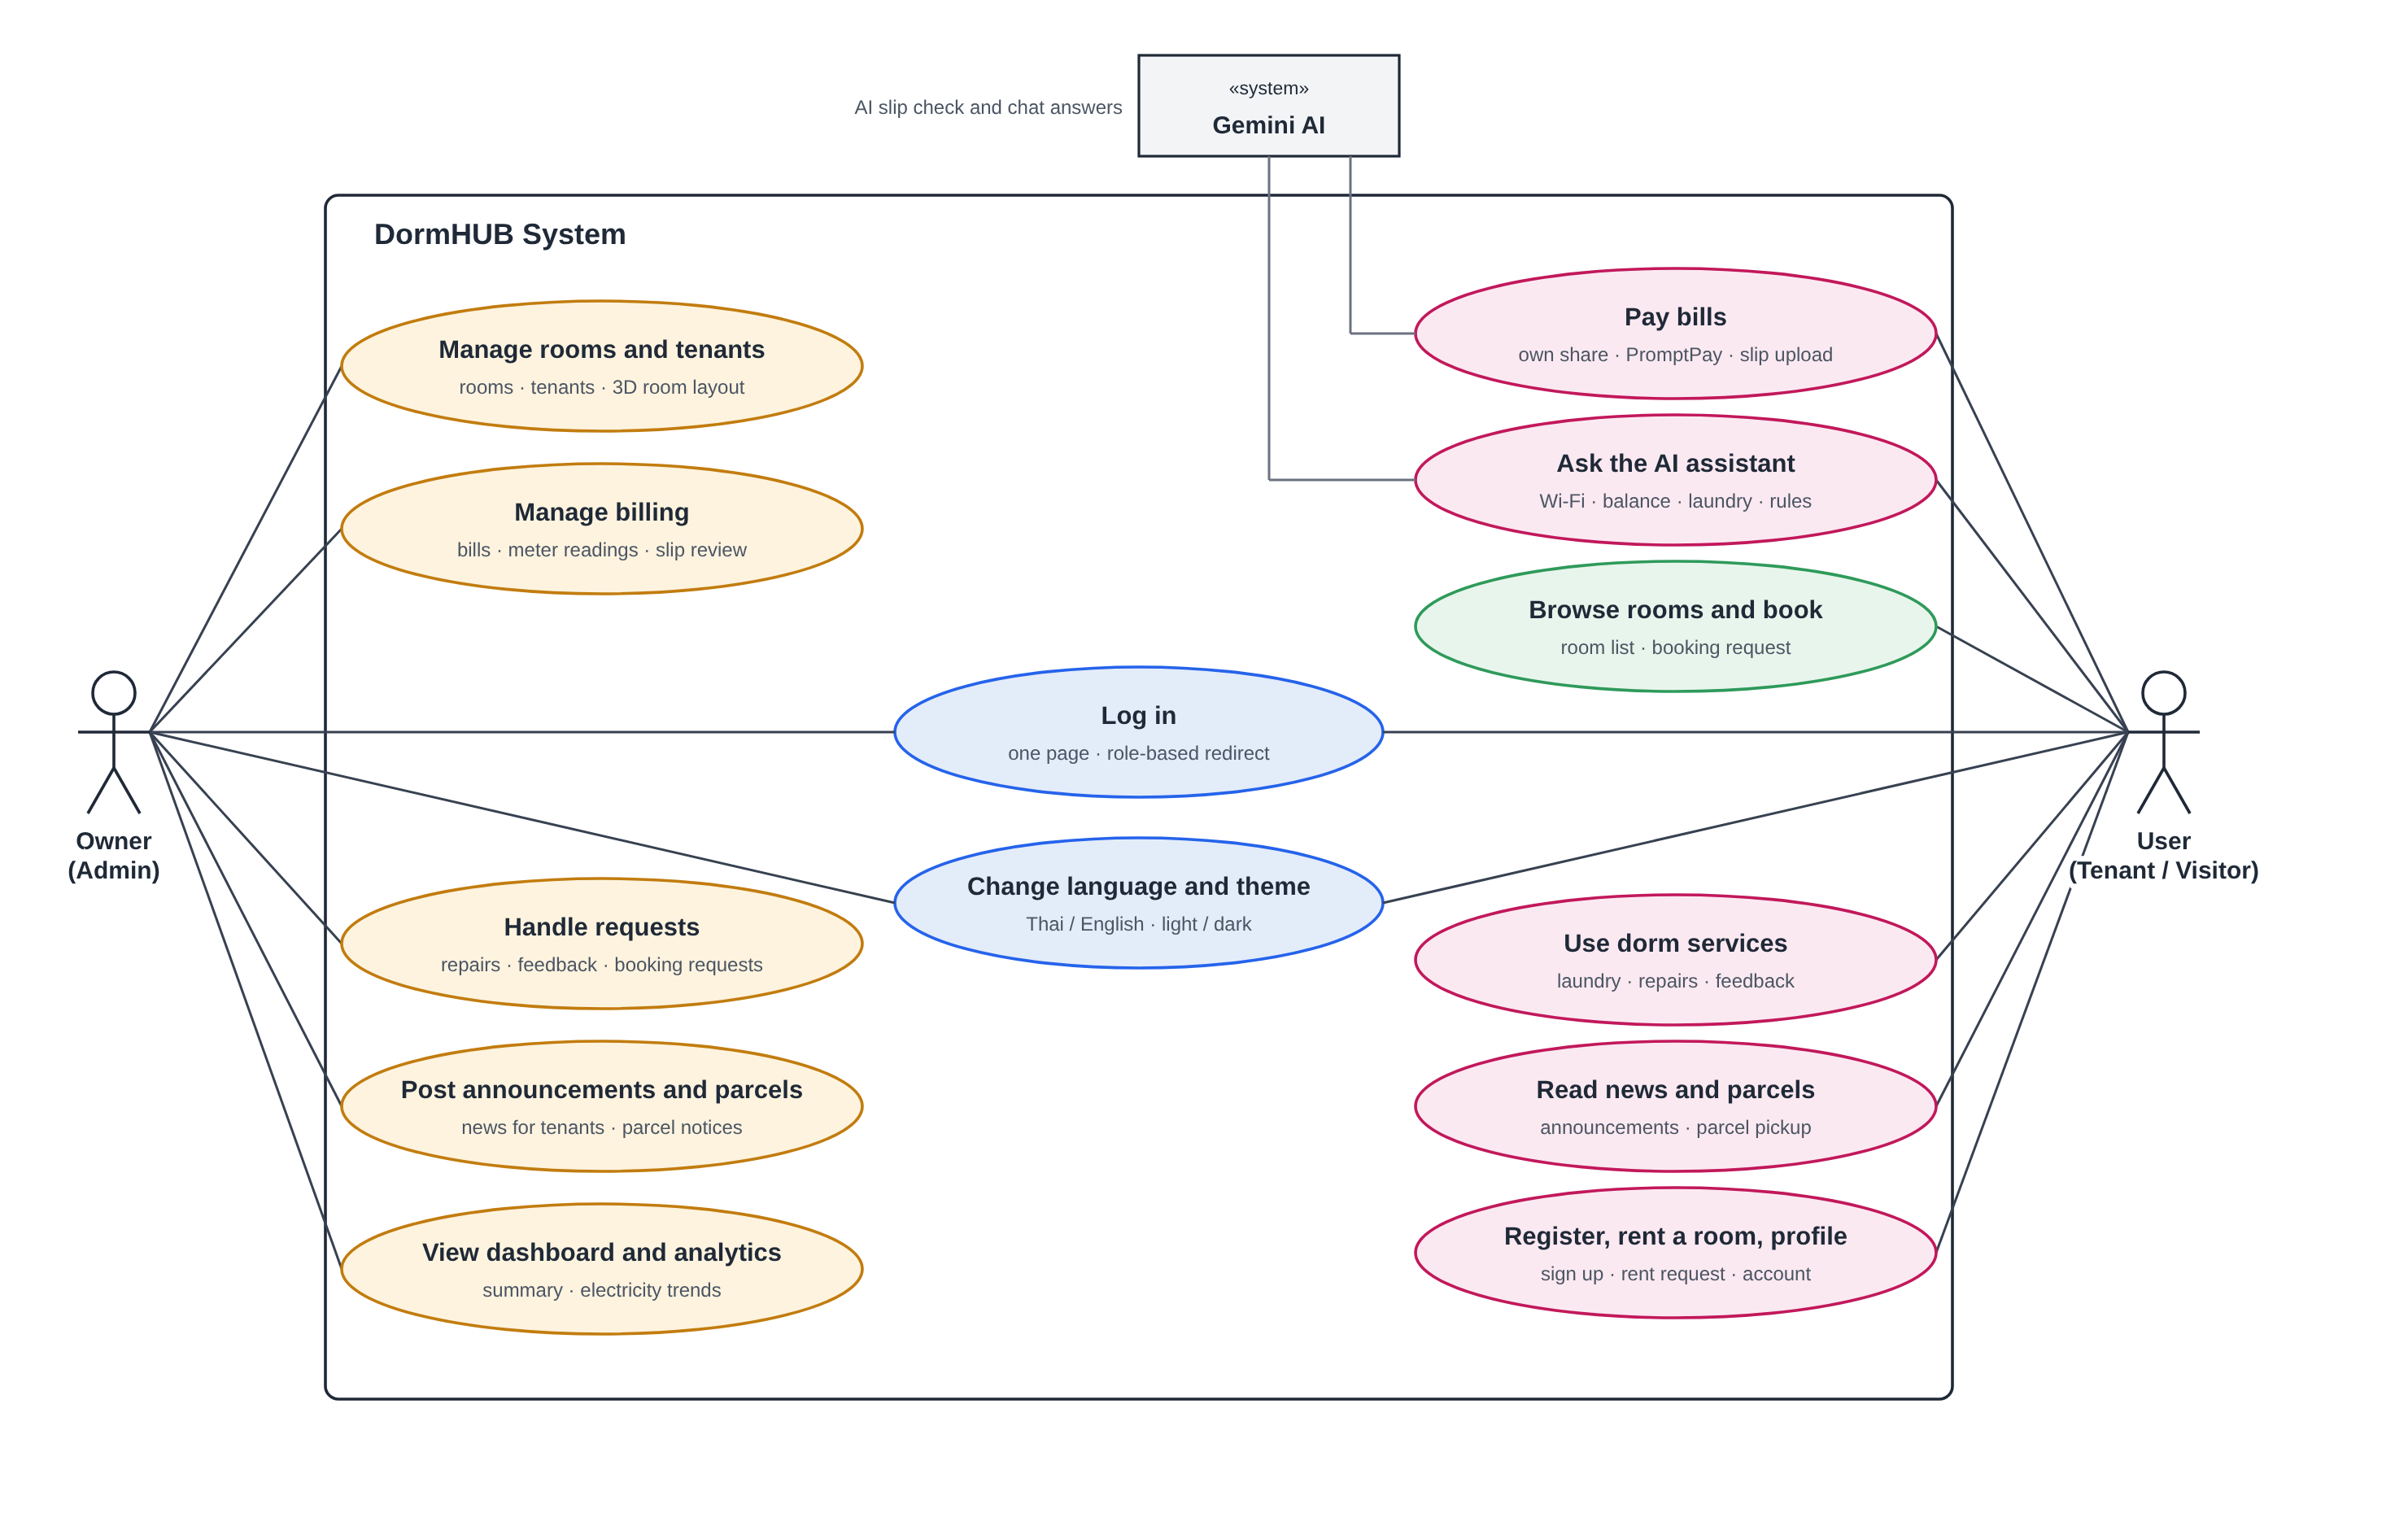 «system»
Gemini AI
AI slip check and chat answers
DormHUB System
Manage rooms and tenants
rooms · tenants · 3D room layout
Manage billing
bills · meter readings · slip review
Pay bills
own share · PromptPay · slip upload
Ask the AI assistant
Wi-Fi · balance · laundry · rules
Browse rooms and book
room list · booking request
Log in
one page · role-based redirect
Change language and theme
Thai / English · light / dark
Owner
(Admin)
User
(Tenant / Visitor)
Handle requests
repairs · feedback · booking requests
Post announcements and parcels
news for tenants · parcel notices
View dashboard and analytics
summary · electricity trends
Use dorm services
laundry · repairs · feedback
Read news and parcels
announcements · parcel pickup
Register, rent a room, profile
sign up · rent request · account